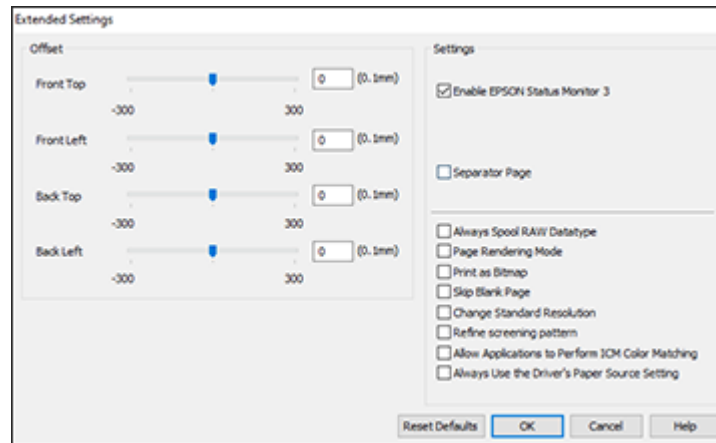 Extended Settings
Offset
Front Top
0 (0.1mm)
-300 300
Front Left
0 (0.1mm)
-300 300
Back Top
0 (0.1mm)
-300 300
Back Left
0 (0.1mm)
-300 300
Settings
Enable EPSON Status Monitor 3
Separator Page
Always Spool RAW Datatype
Page Rendering Mode
Print as Bitmap
Skip Blank Page
Change Standard Resolution
Refine screening pattern
Allow Applications to Perform ICM Color Matching
Always Use the Driver's Paper Source Setting
Reset Defaults OK Cancel Help